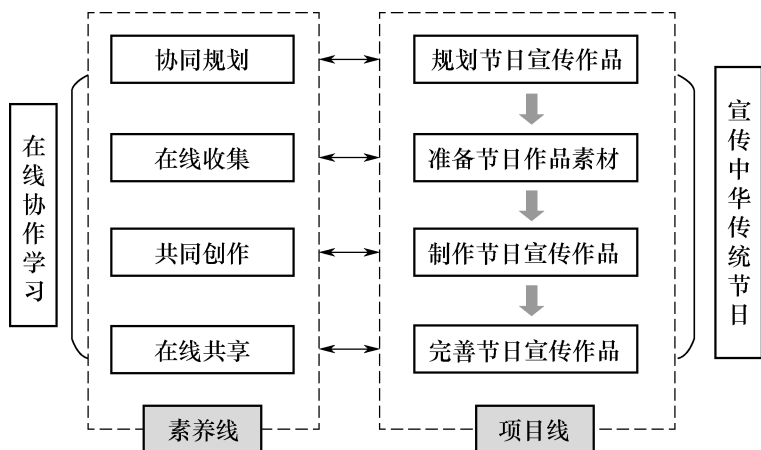 在线协作学习
协同规划
在线收集
共同创作
在线共享
素养线
规划节日宣传作品
准备节日作品素材
制作节日宣传作品
完善节日宣传作品
项目线
宣传中华传统节日